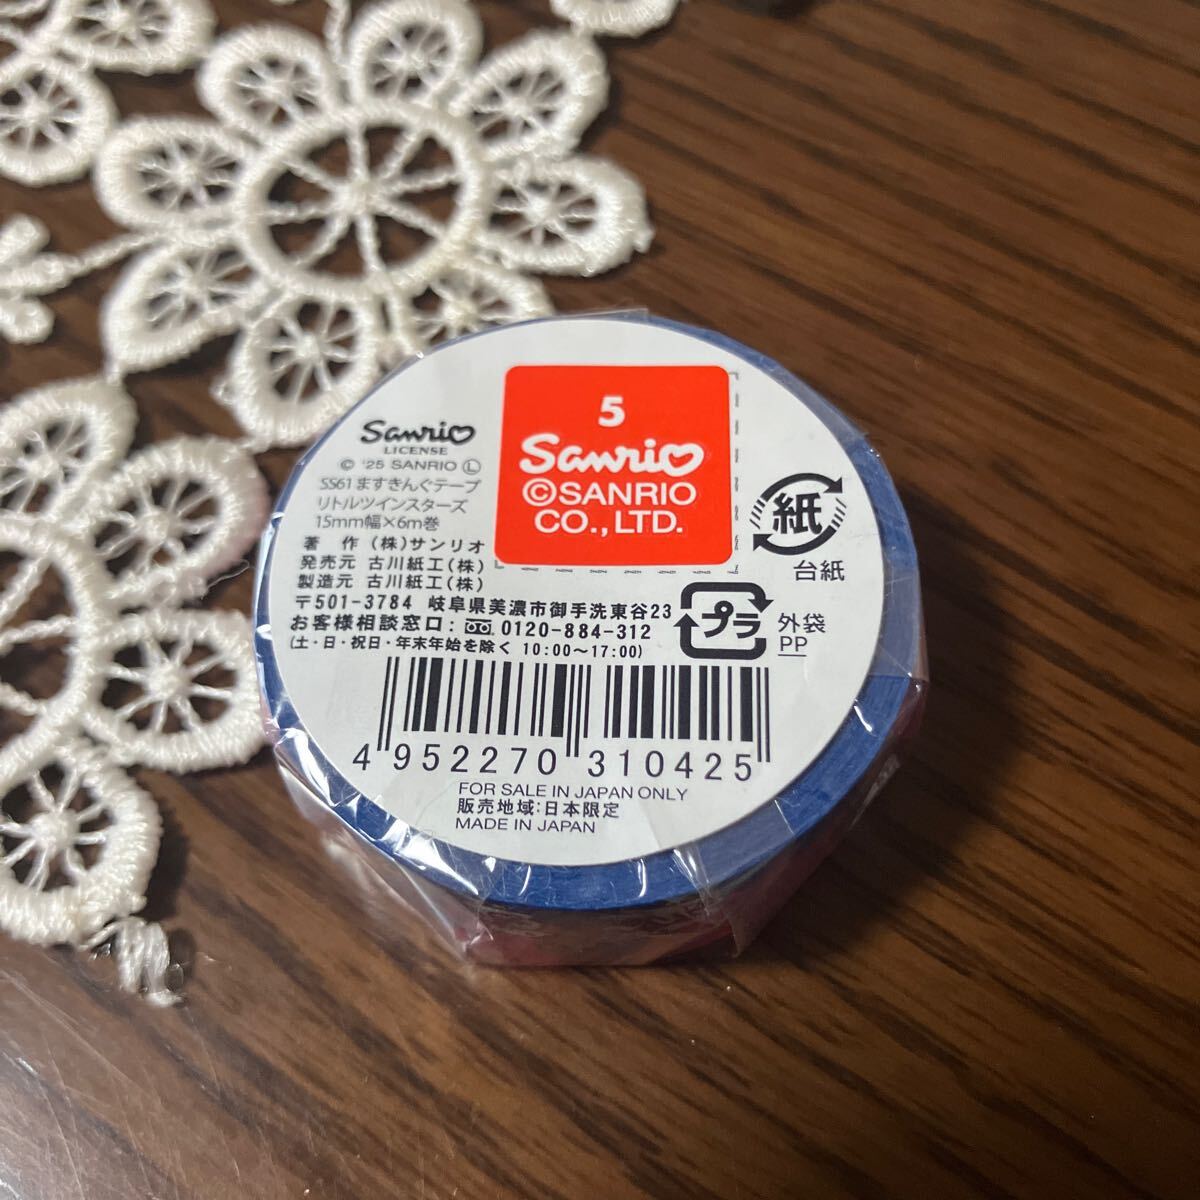 5
Sanrio
©SANRIO
CO.,LTD.
Sanrio
LICENSE
© '25 SANRIO Ⓛ
SS61 ますきんぐテープ
リトルツインスターズ
15mm幅×6m巻
著 作 (株)サンリオ
発売元 古川紙工(株)
製造元 古川紙工(株)
〒501-3784 岐阜県美濃市御手洗東谷23
お客様相談窓口: 0120-884-312
(土・日・祝日・年末年始を除く 10:00〜17:00)
紙
台紙
プラ
外袋
PP
4 952270 310425
FOR SALE IN JAPAN ONLY
販売地域:日本限定
MADE IN JAPAN